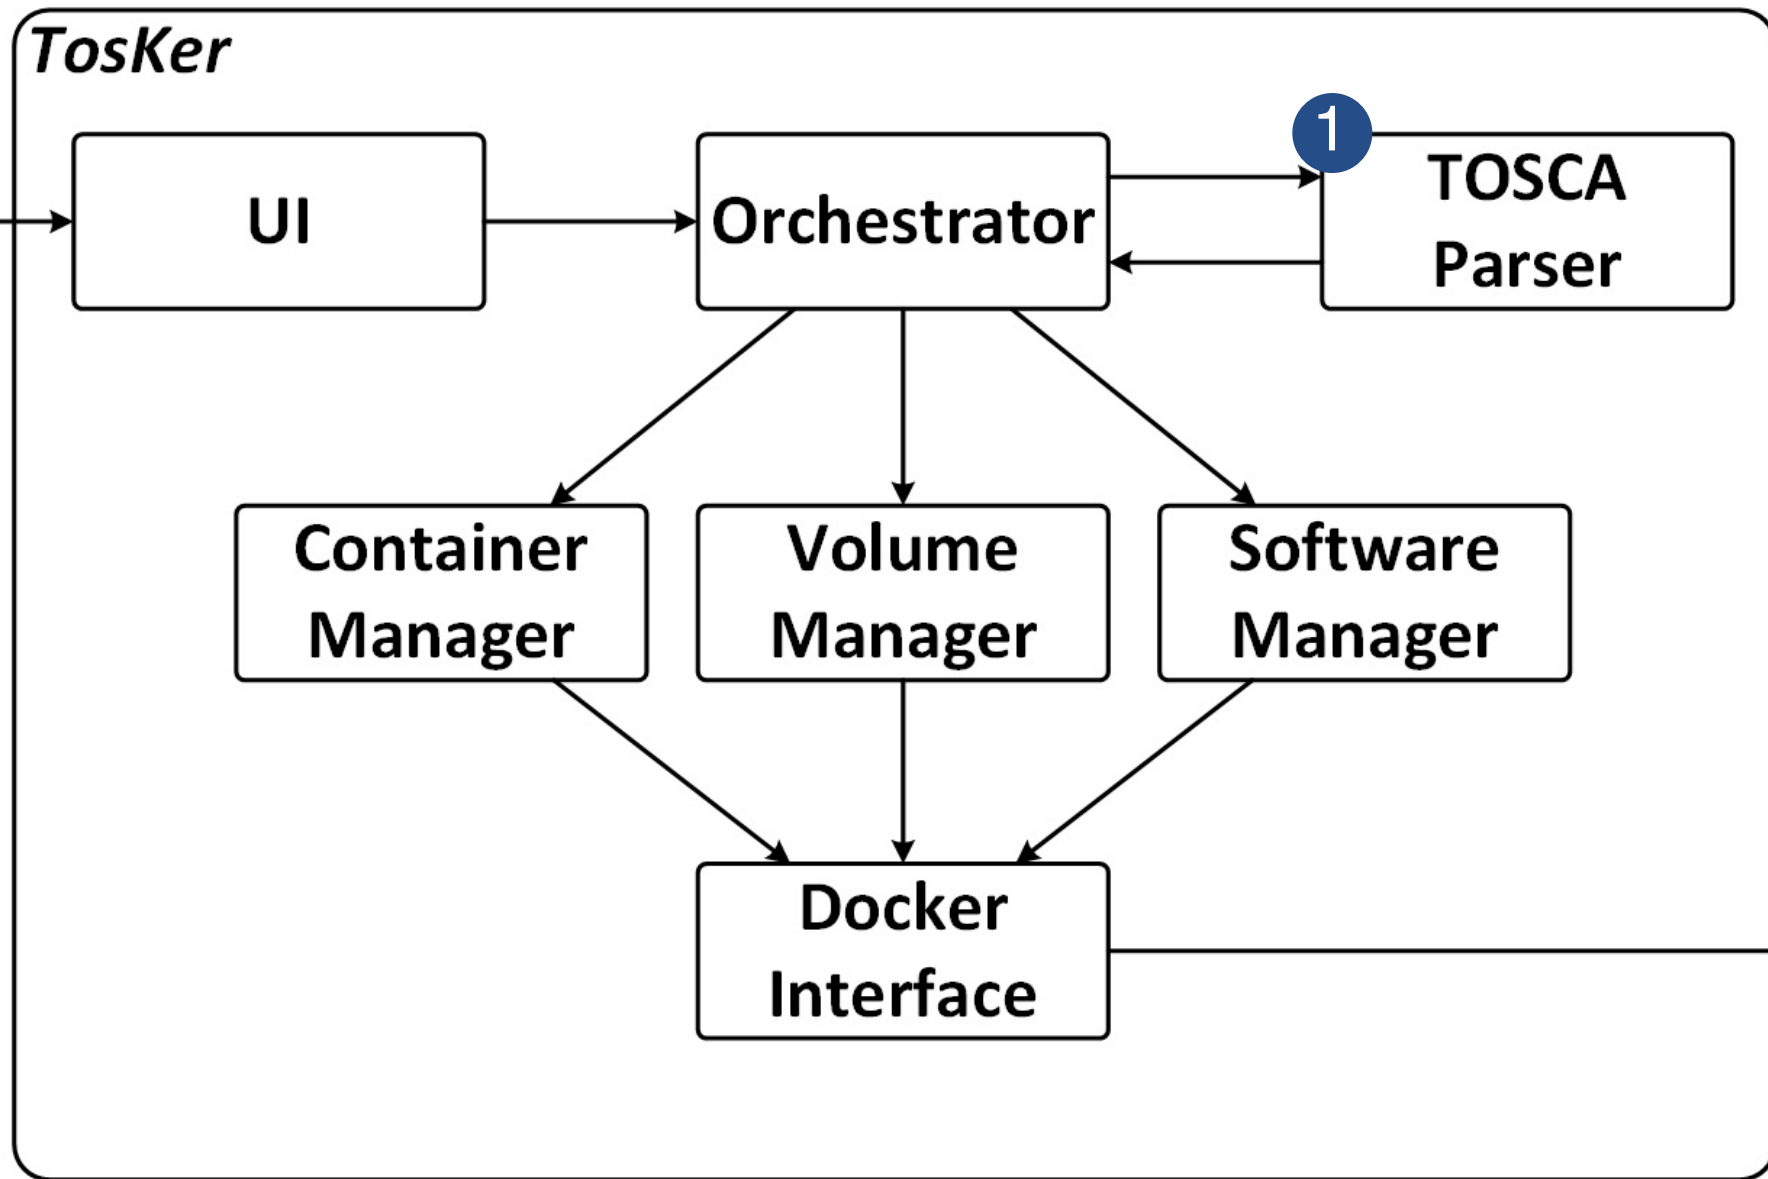 TosKer
1
UI
Orchestrator
TOSCA
Parser
Container
Manager
Volume
Manager
Software
Manager
Docker
Interface